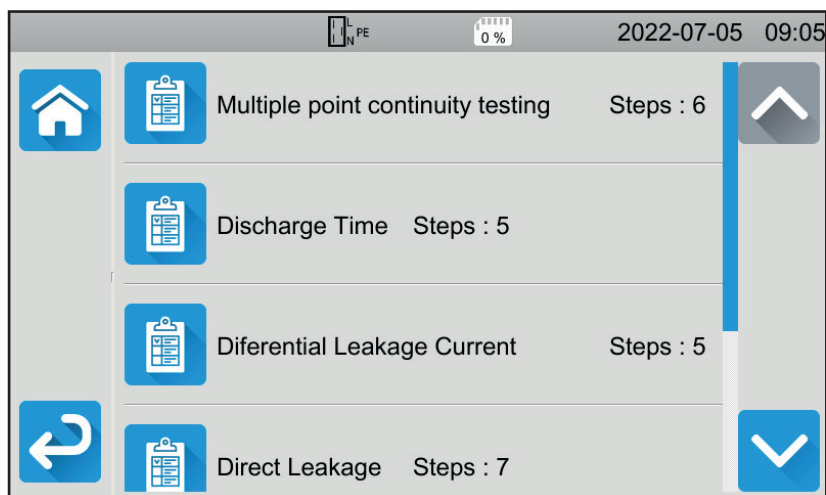 L
N PE
0 %
2022-07-05 09:05
Multiple point continuity testing Steps : 6
Discharge Time Steps : 5
Diferential Leakage Current Steps : 5
Direct Leakage Steps : 7